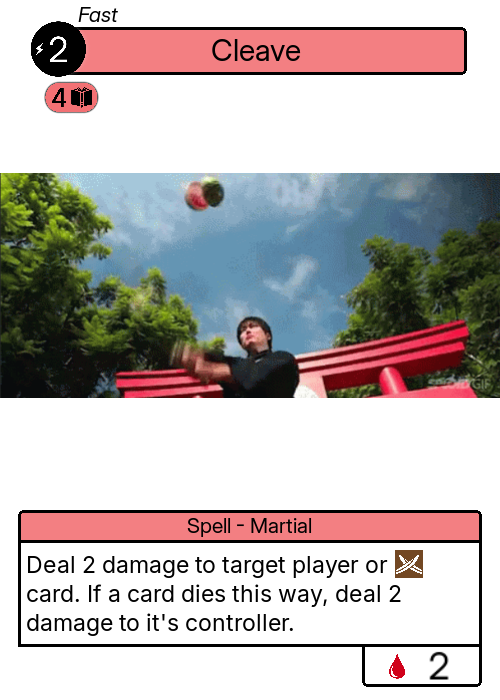 Fast
2
Cleave
4
Spell - Martial
Deal 2 damage to target player or
card. If a card dies this way, deal 2
damage to it's controller.
2